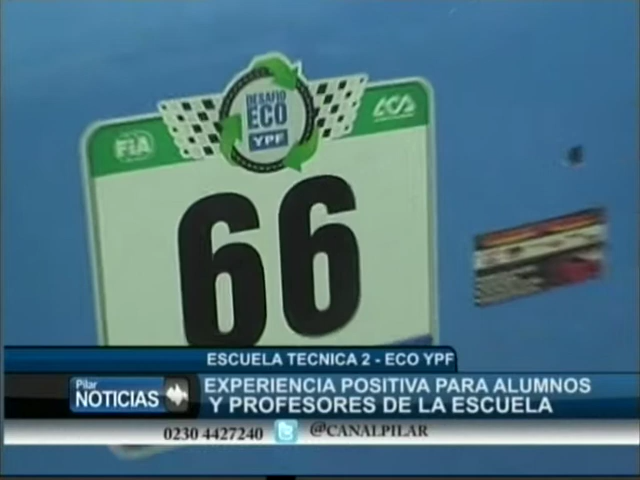 DESAFIO
ECO
YPF
FiA
ACA
66
ESCUELA TECNICA 2 - ECO YPF
Pilar
NOTICIAS
EXPERIENCIA POSITIVA PARA ALUMNOS
Y PROFESORES DE LA ESCUELA
0230 4427240
@CANALPILAR